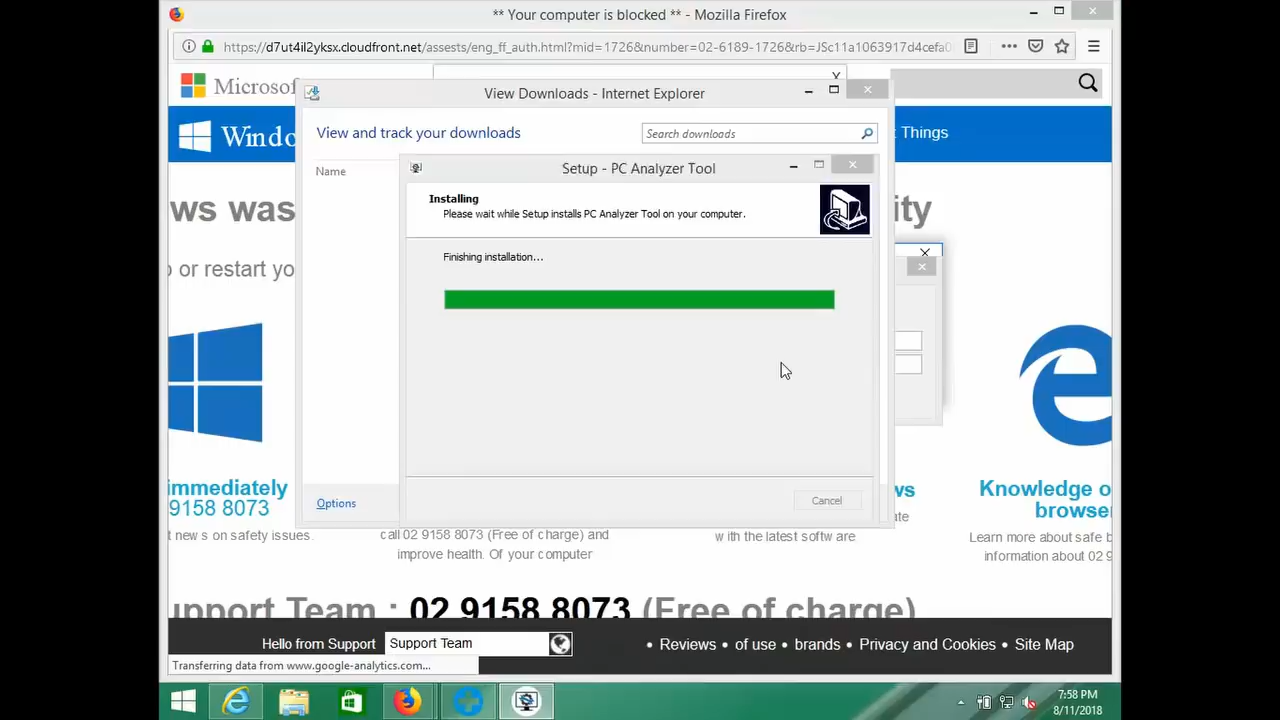 ** Your computer is blocked ** - Mozilla Firefox
https://d7ut4il2yksx.cloudfront.net/assests/eng_ff_auth.html?mid=1726&number=02-6189-1726&rb=JSc11a1063917d4cefa0
Microsof
View Downloads - Internet Explorer
Windo
View and track your downloads
Search downloads
t Things
Name
Setup - PC Analyzer Tool
Installing
Please wait while Setup installs PC Analyzer Tool on your computer.
ws was
ity
Finishing installation...
o or restart yo
immediately
9158 8073
ws
Knowledge o
browse
Options
Cancel
t new s on safety issues.
call 02 9158 8073 (Free of charge) and
improve health. Of your computer
ate
w ith the latest softw are
Learn more about safe b
information about 02 9
upport Team : 02 9158 8073 (Free of charge)
Hello from Support
Support Team
• Reviews • of use • brands • Privacy and Cookies • Site Map
Transferring data from www.google-analytics.com...
7:58 PM
8/11/2018